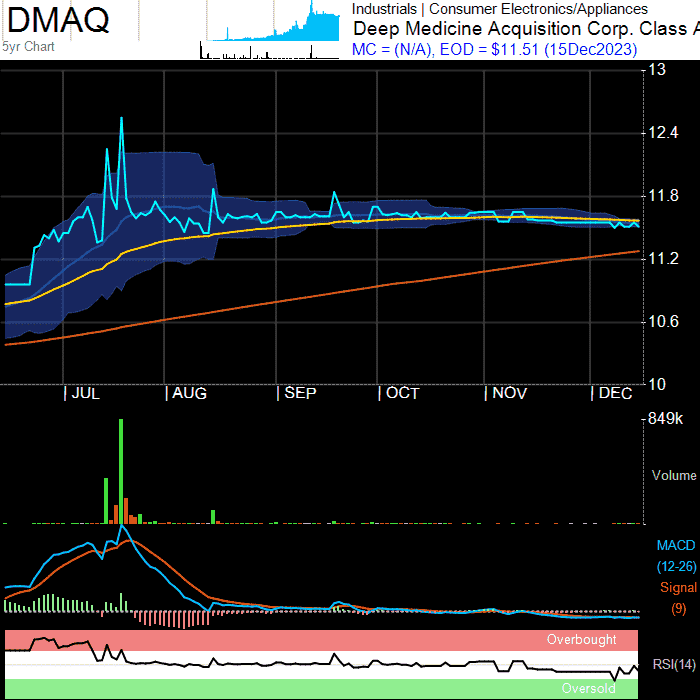 DMAQ
5yr Chart
Industrials | Consumer Electronics/Appliances
Deep Medicine Acquisition Corp. Class A
MC = (N/A), EOD = $11.51 (15Dec2023)
13
12.4
11.8
11.2
10.6
10
| JUL | AUG | SEP | OCT | NOV | DEC
849k
Volume
MACD
(12-26)
Signal
(9)
Overbought
RSI(14)
Oversold